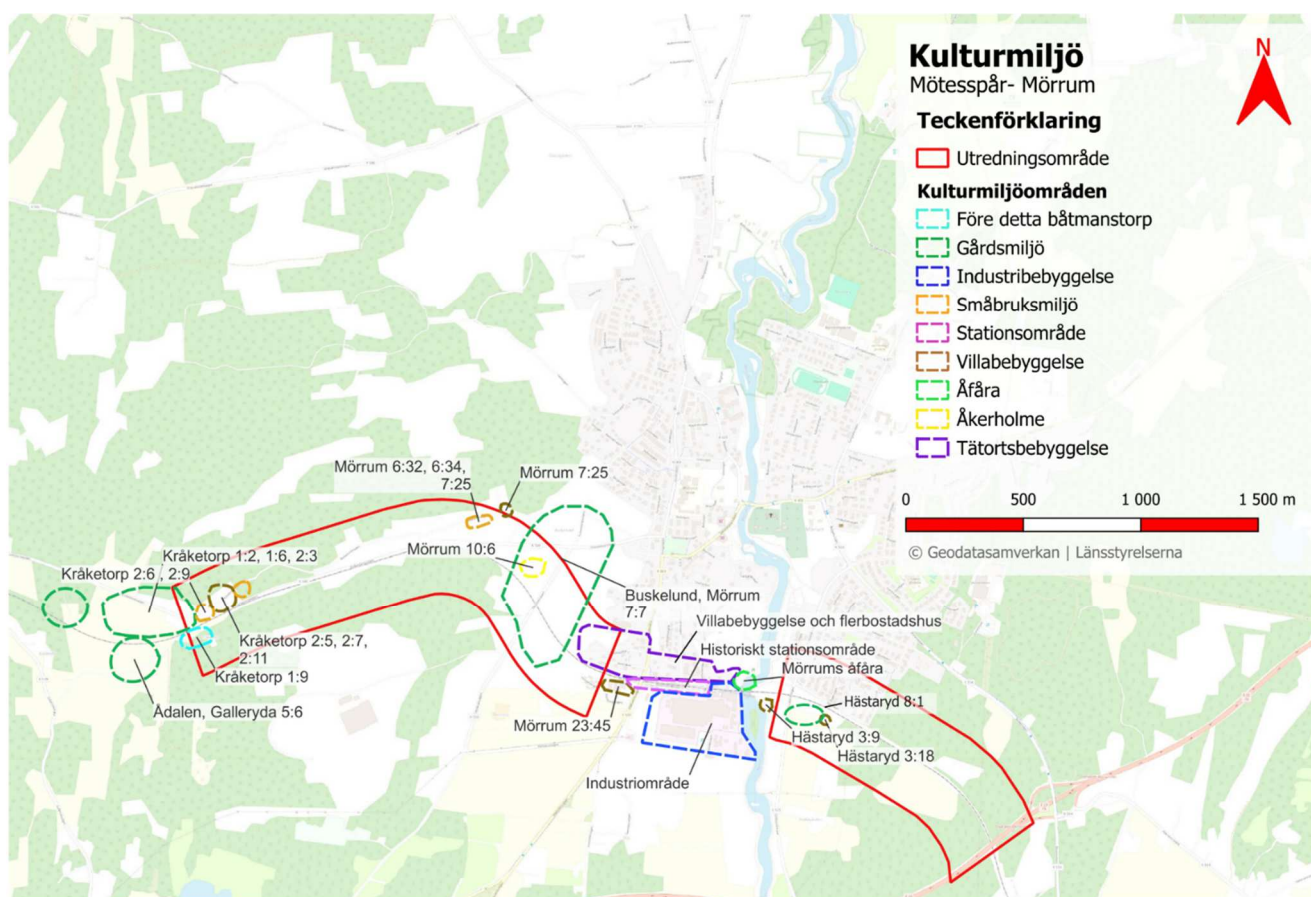 Kulturmiljö
Mötesspår- Mörrum
N
Teckenförklaring
Utredningsområde
Kulturmiljöområden
Före detta båtmanstorp
Gårdsmiljö
Industribebyggelse
Småbruksmiljö
Stationsområde
Villabebyggelse
Åfåra
Åkerholme
Tätortsbebyggelse
0 500 1 000 1 500 m
© Geodatasamverkan | Länsstyrelserna
Mörrum 6:32, 6:34,
7:25
Mörrum 7:25
Kråketorp 1:2, 1:6, 2:3
Kråketorp 2:6 , 2:9
Mörrum 10:6
Buskelund, Mörrum
7:7
Villabebyggelse och flerbostadshus
Historiskt stationsområde
Mörrums åfåra
Kråketorp 2:5, 2:7,
2:11
Kråketorp 1:9
Ådalen, Galleryda 5:6
Mörrum 23:45
Hästaryd 8:1
Hästaryd 3:9
Hästaryd 3:18
Industriområde